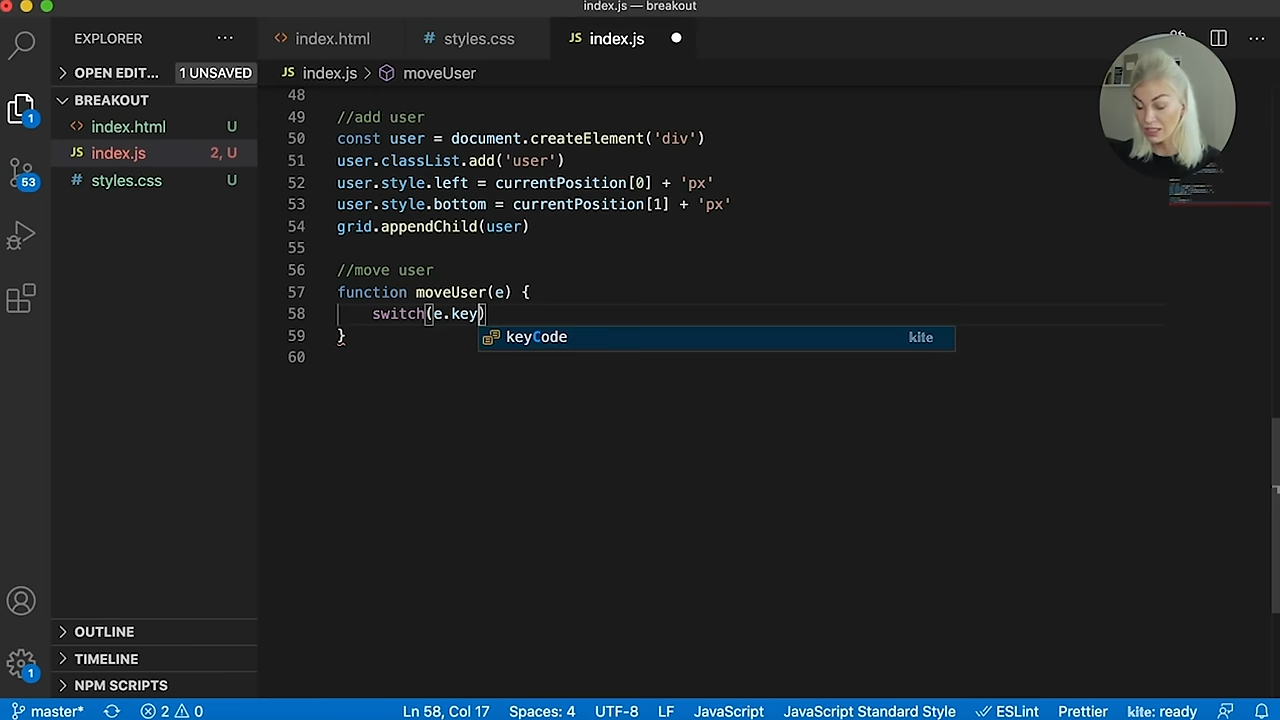 index.js — breakout
EXPLORER ···
index.html
# styles.css
JS index.js
···
OPEN EDIT... 1 UNSAVED
JS index.js > moveUser
BREAKOUT
index.html U
JS index.js 2, U
# styles.css U
1
53
48
49 //add user
50 const user = document.createElement('div')
51 user.classList.add('user')
52 user.style.left = currentPosition[0] + 'px'
53 user.style.bottom = currentPosition[1] + 'px'
54 grid.appendChild(user)
55
56 //move user
57 function moveUser(e) {
58 switch(e.key)
keyCode kite
59 }
60
OUTLINE
TIMELINE
1
NPM SCRIPTS
master* 2 0 Ln 58, Col 17 Spaces: 4 UTF-8 LF JavaScript JavaScript Standard Style ESLint Prettier kite: ready